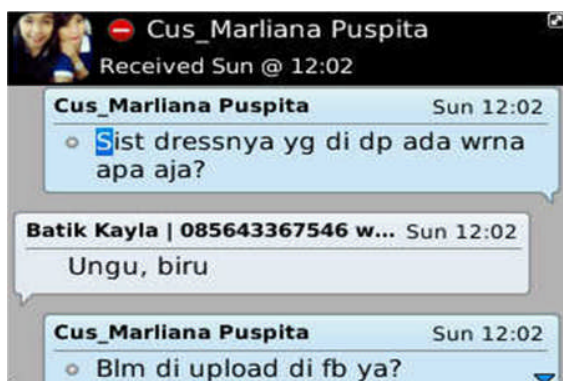 Cus_Marliana Puspita
Received Sun @ 12:02
Cus_Marliana Puspita Sun 12:02
Sist dressnya yg di dp ada wrna
apa aja?
Batik Kayla | 085643367546 w... Sun 12:02
Ungu, biru
Cus_Marliana Puspita Sun 12:02
Blm di upload di fb ya?